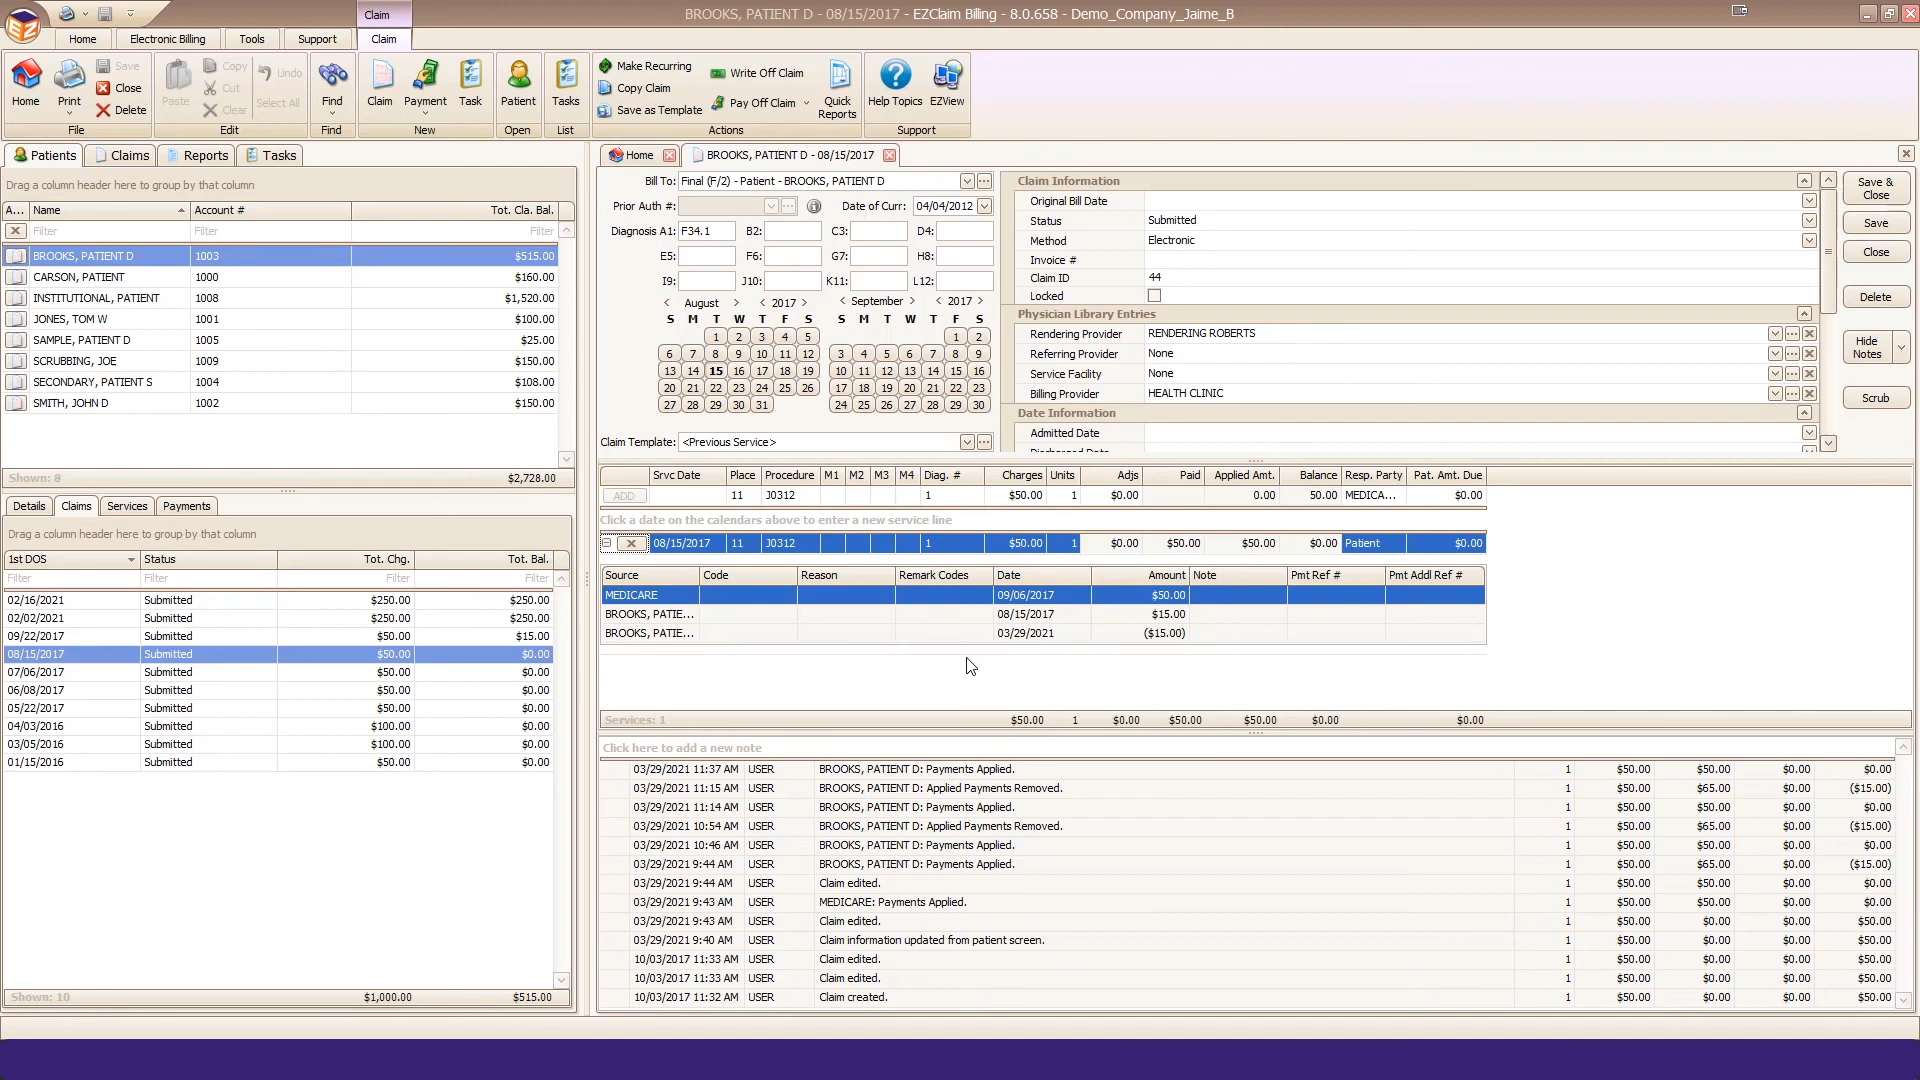 BROOKS, PATIENT D - 08/15/2017 - EZClaim Billing - 8.0.658 - Demo_Company_Jaime_B
EZ
Claim
Home Electronic Billing Tools Support Claim
Home Print Save Close Delete File
Paste Copy Cut Clear Undo Select All Edit
Find Find
Claim Payment Task New
Patient Open
Tasks List
Make Recurring Copy Claim Save as Template Write Off Claim Pay Off Claim Quick Reports Actions
Help Topics EZView Support
Patients Claims Reports Tasks
Drag a column header here to group by that column
A... Name Account # Tot. Cla. Bal.
Filter Filter Filter
BROOKS, PATIENT D 1003 $515.00
CARSON, PATIENT 1000 $160.00
INSTITUTIONAL, PATIENT 1008 $1,520.00
JONES, TOM W 1001 $100.00
SAMPLE, PATIENT D 1005 $25.00
SCRUBBING, JOE 1009 $150.00
SECONDARY, PATIENT S 1004 $108.00
SMITH, JOHN D 1002 $150.00
Shown: 8 $2,728.00
Details Claims Services Payments
Drag a column header here to group by that column
1st DOS Status Tot. Chg. Tot. Bal.
Filter Filter Filter Filter
02/16/2021 Submitted $250.00 $250.00
02/02/2021 Submitted $250.00 $250.00
09/22/2017 Submitted $50.00 $15.00
08/15/2017 Submitted $50.00 $0.00
07/06/2017 Submitted $50.00 $0.00
06/08/2017 Submitted $50.00 $0.00
05/22/2017 Submitted $50.00 $0.00
04/03/2016 Submitted $100.00 $0.00
03/05/2016 Submitted $100.00 $0.00
01/15/2016 Submitted $50.00 $0.00
Shown: 10 $1,000.00 $515.00
Home BROOKS, PATIENT D - 08/15/2017
Bill To: Final (F/2) - Patient - BROOKS, PATIENT D
Prior Auth #: Date of Curr: 04/04/2012
Diagnosis A1: F34.1 B2: C3: D4:
E5: F6: G7: H8:
I9: J10: K11: L12:
< August > < 2017 > < September > < 2017 >
S M T W T F S S M T W T F S
1 2 3 4 5 1 2
6 7 8 9 10 11 12 3 4 5 6 7 8 9
13 14 15 16 17 18 19 10 11 12 13 14 15 16
20 21 22 23 24 25 26 17 18 19 20 21 22 23
27 28 29 30 31 24 25 26 27 28 29 30
Claim Template: <Previous Service>
Claim Information
Original Bill Date
Status Submitted
Method Electronic
Invoice #
Claim ID 44
Locked
Physician Library Entries
Rendering Provider RENDERING ROBERTS
Referring Provider None
Service Facility None
Billing Provider HEALTH CLINIC
Date Information
Admitted Date
Discharged Date
Save & Close
Save
Close
Delete
Hide Notes
Scrub
Srvc Date Place Procedure M1 M2 M3 M4 Diag. # Charges Units Adjs Paid Applied Amt. Balance Resp. Party Pat. Amt. Due
ADD 11 J0312 1 $50.00 1 $0.00 0.00 50.00 MEDICA... $0.00
Click a date on the calendars above to enter a new service line
08/15/2017 11 J0312 1 $50.00 1 $0.00 $50.00 $50.00 $0.00 Patient $0.00
Source Code Reason Remark Codes Date Amount Note Pmt Ref # Pmt Addl Ref #
MEDICARE 09/06/2017 $50.00
BROOKS, PATIE... 08/15/2017 $15.00
BROOKS, PATIE... 03/29/2021 ($15.00)
Services: 1 $50.00 1 $0.00 $50.00 $50.00 $0.00 $0.00
Click here to add a new note
03/29/2021 11:37 AM USER BROOKS, PATIENT D: Payments Applied. 1 $50.00 $50.00 $0.00 $0.00
03/29/2021 11:15 AM USER BROOKS, PATIENT D: Applied Payments Removed. 1 $50.00 $65.00 $0.00 ($15.00)
03/29/2021 11:14 AM USER BROOKS, PATIENT D: Payments Applied. 1 $50.00 $50.00 $0.00 $0.00
03/29/2021 10:54 AM USER BROOKS, PATIENT D: Applied Payments Removed. 1 $50.00 $65.00 $0.00 ($15.00)
03/29/2021 10:46 AM USER BROOKS, PATIENT D: Payments Applied. 1 $50.00 $50.00 $0.00 $0.00
03/29/2021 9:44 AM USER BROOKS, PATIENT D: Payments Applied. 1 $50.00 $65.00 $0.00 ($15.00)
03/29/2021 9:44 AM USER Claim edited. 1 $50.00 $50.00 $0.00 $0.00
03/29/2021 9:43 AM USER MEDICARE: Payments Applied. 1 $50.00 $50.00 $0.00 $0.00
03/29/2021 9:43 AM USER Claim edited. 1 $50.00 $0.00 $0.00 $50.00
03/29/2021 9:40 AM USER Claim information updated from patient screen. 1 $50.00 $0.00 $0.00 $50.00
10/03/2017 11:33 AM USER Claim edited. 1 $50.00 $0.00 $0.00 $50.00
10/03/2017 11:33 AM USER Claim edited. 1 $50.00 $0.00 $0.00 $50.00
10/03/2017 11:32 AM USER Claim created. 1 $50.00 $0.00 $0.00 $50.00